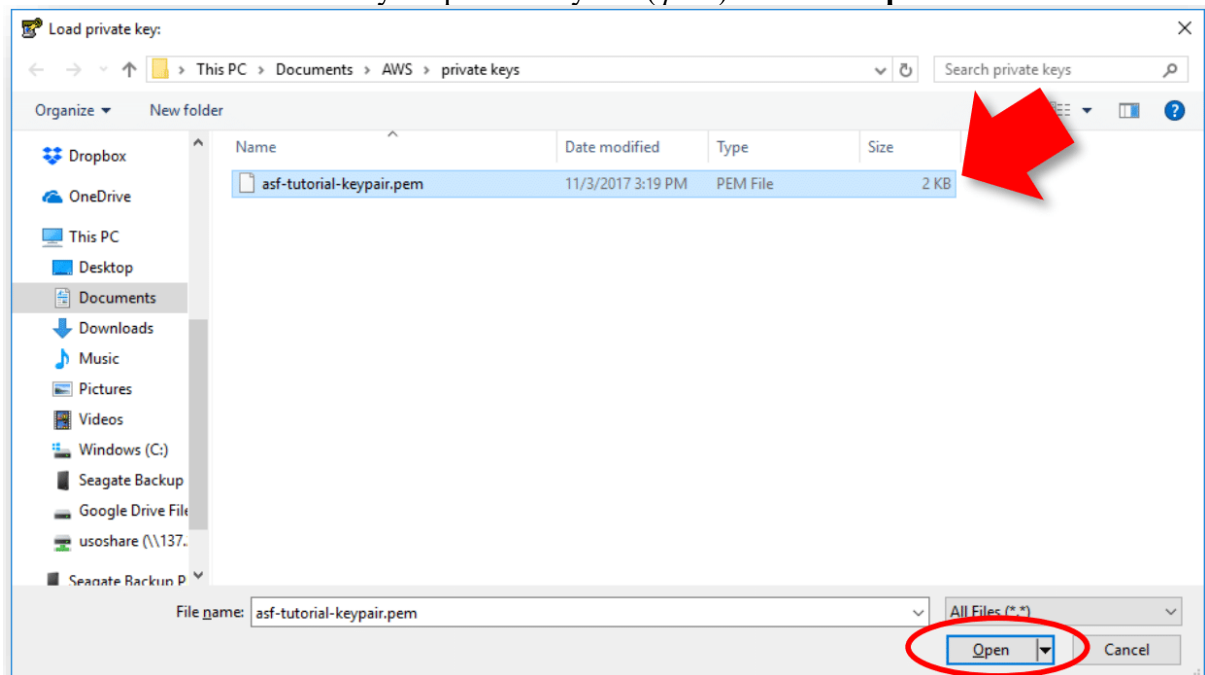 Load private key:
This PC > Documents > AWS > private keys
Search private keys
Organize
New folder
Name
Date modified
Type
Size
asf-tutorial-keypair.pem
11/3/2017 3:19 PM
PEM File
2 KB
Dropbox
OneDrive
This PC
Desktop
Documents
Downloads
Music
Pictures
Videos
Windows (C:)
Seagate Backup
Google Drive File
usoshare (\\137.
Seagate Backup P
File name:
asf-tutorial-keypair.pem
All Files (*.*)
Open
Cancel